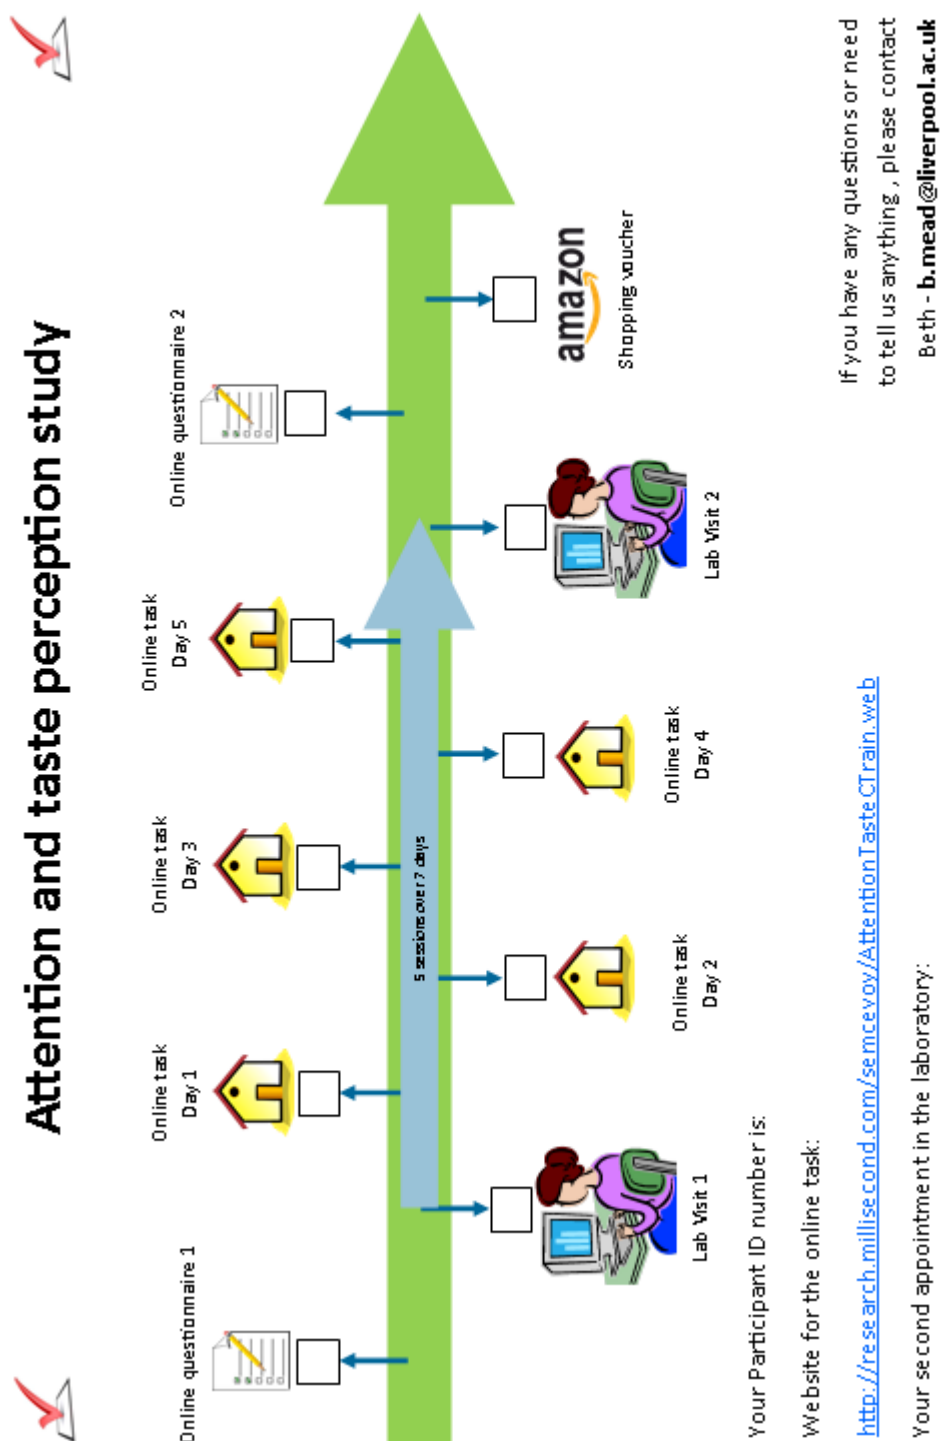 Attention and taste perception study
Online questionnaire 1
Online task
Day 1
Online task
Day 3
Online task
Day 5
Online questionnaire 2
5 sessions over 7 days
Lab Visit 1
Online task
Day 2
Online task
Day 4
Lab Visit 2
amazon
Shopping voucher
Your Participant ID number is:
Website for the online task:
http://research.millisecond.com/semcevoy/AttentionTasteCTrain.web
Your second appointment in the laboratory:
If you have any questions or need
to tell us anything , please contact
Beth - b.mead@liverpool.ac.uk